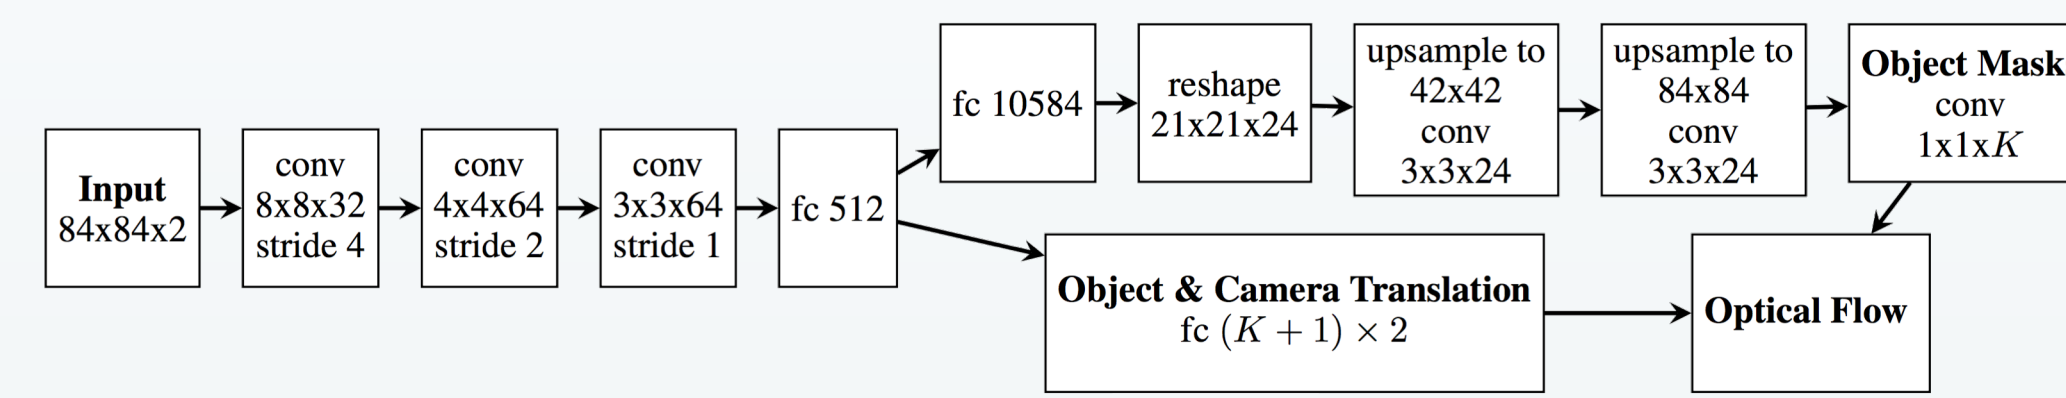 Input
84x84x2
conv
8x8x32
stride 4
conv
4x4x64
stride 2
conv
3x3x64
stride 1
fc 512
fc 10584
reshape
21x21x24
upsample to
42x42
conv
3x3x24
upsample to
84x84
conv
3x3x24
Object Mask
conv
1x1xK
Object & Camera Translation
fc (K + 1) × 2
Optical Flow